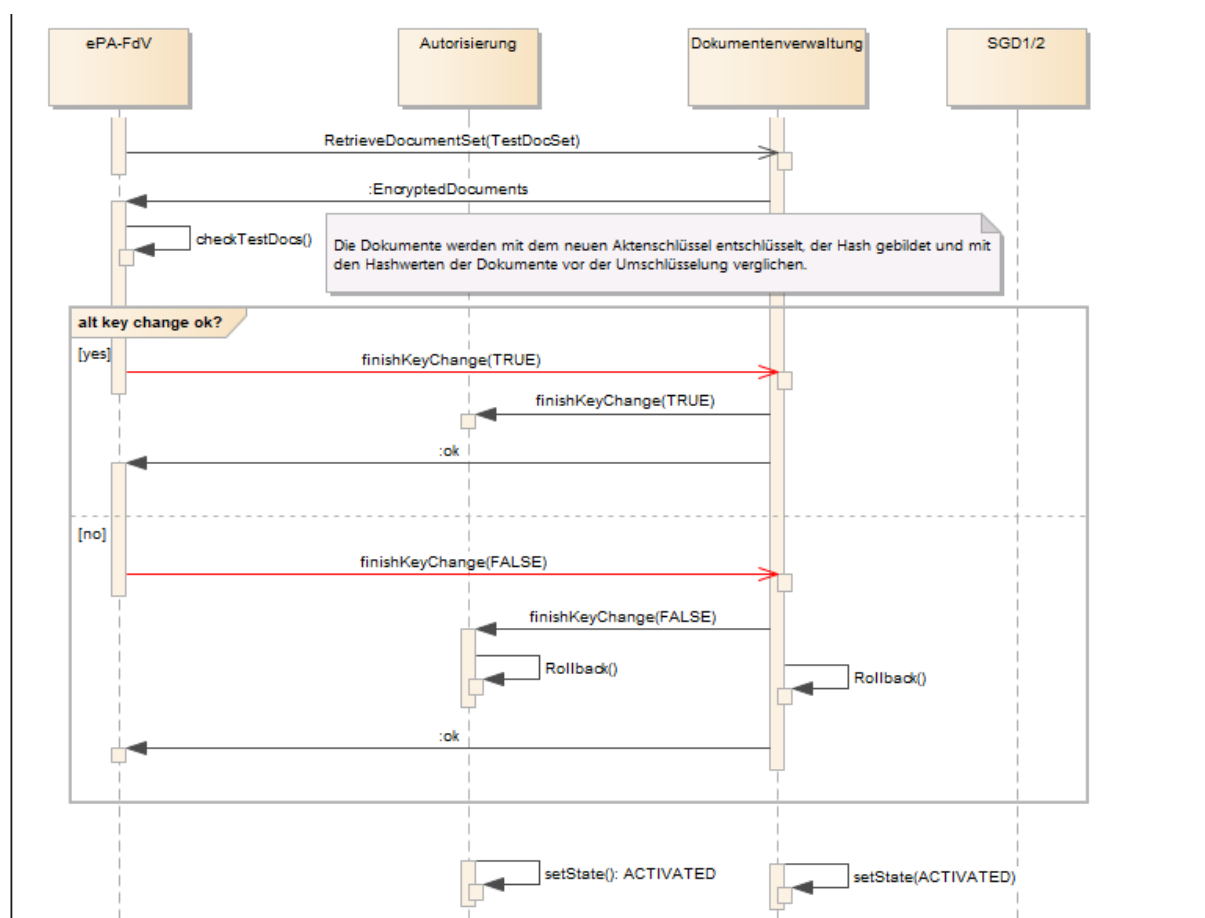 ePA-FdV
Autorisierung
Dokumentenverwaltung
SGD1/2
RetrieveDocumentSet(TestDocSet)
:EncryptedDocuments
checkTestDocs()
Die Dokumente werden mit dem neuen Aktenschlüssel entschlüsselt, der Hash gebildet und mit
den Hashwerten der Dokumente vor der Umschlüsselung verglichen.
alt key change ok?
[yes]
finishKeyChange(TRUE)
finishKeyChange(TRUE)
:ok
[no]
finishKeyChange(FALSE)
finishKeyChange(FALSE)
Rollback()
Rollback()
:ok
setState(): ACTIVATED
setState(ACTIVATED)